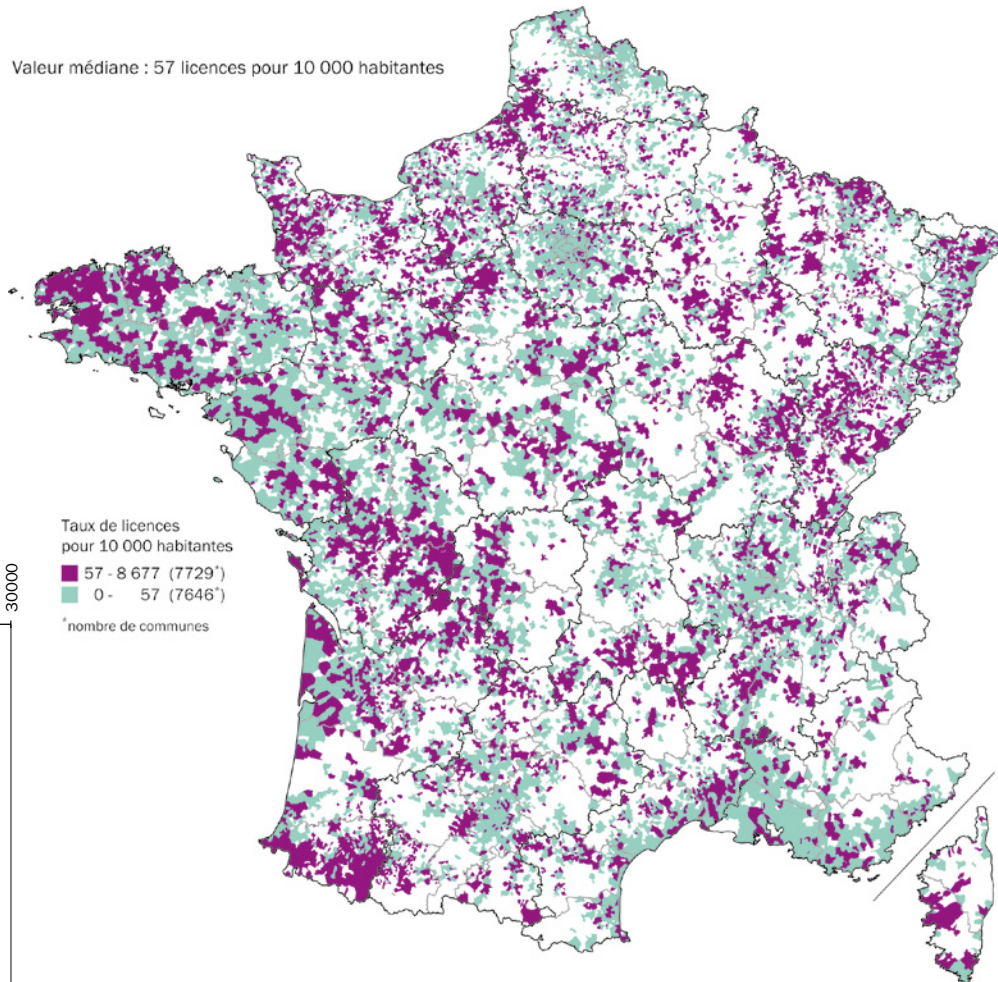 Valeur médiane : 57 licences pour 10 000 habitantes
Taux de licences
pour 10 000 habitantes
57 - 8 677 (7729*)
0 - 57 (7646*)
*nombre de communes
30000